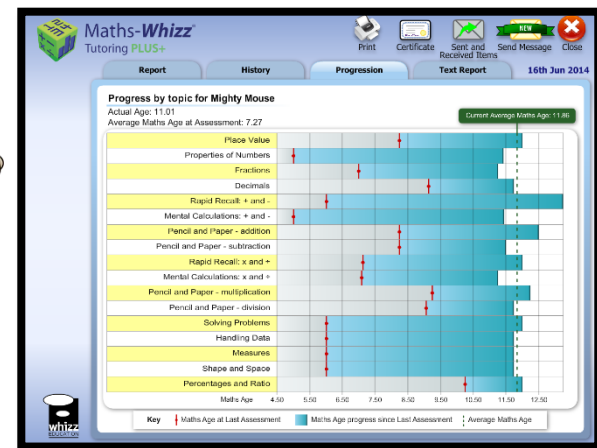 Maths-Whizz®
Tutoring PLUS+
Print
Certificate
Sent and
Received Items
NEW
Send Message
Close
Report
History
Progression
Text Report
16th Jun 2014
Progress by topic for Mighty Mouse
Actual Age: 11.01
Average Maths Age at Assessment: 7.27
Current Average Maths Age: 11.86
Place Value
Properties of Numbers
Fractions
Decimals
Rapid Recall: + and -
Mental Calculations: + and -
Pencil and Paper - addition
Pencil and Paper - subtraction
Rapid Recall: x and ÷
Mental Calculations: x and ÷
Pencil and Paper - multiplication
Pencil and Paper - division
Solving Problems
Handling Data
Measures
Shape and Space
Percentages and Ratio
Maths Age 4.50 5.50 6.50 7.50 8.50 9.50 10.50 11.50 12.50
Key Maths Age at Last Assessment Maths Age progress since Last Assessment Average Maths Age
whizz
EDUCATION